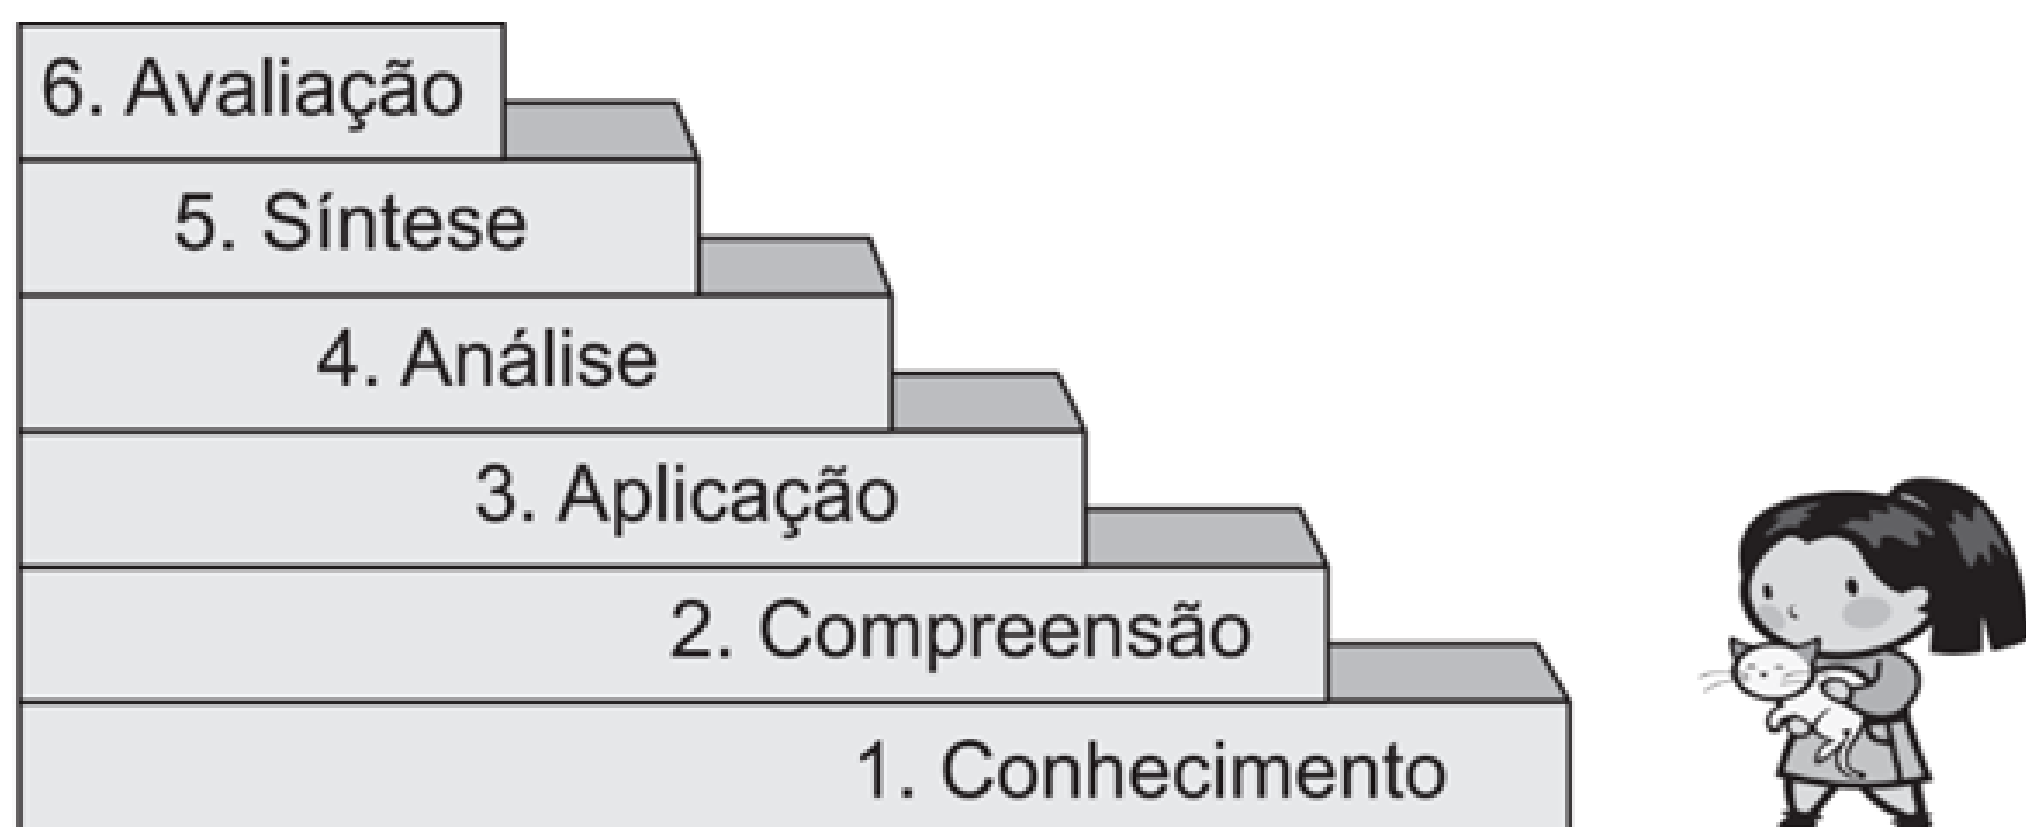 6. Avaliação
5. Síntese
4. Análise
3. Aplicação
2. Compreensão
1. Conhecimento